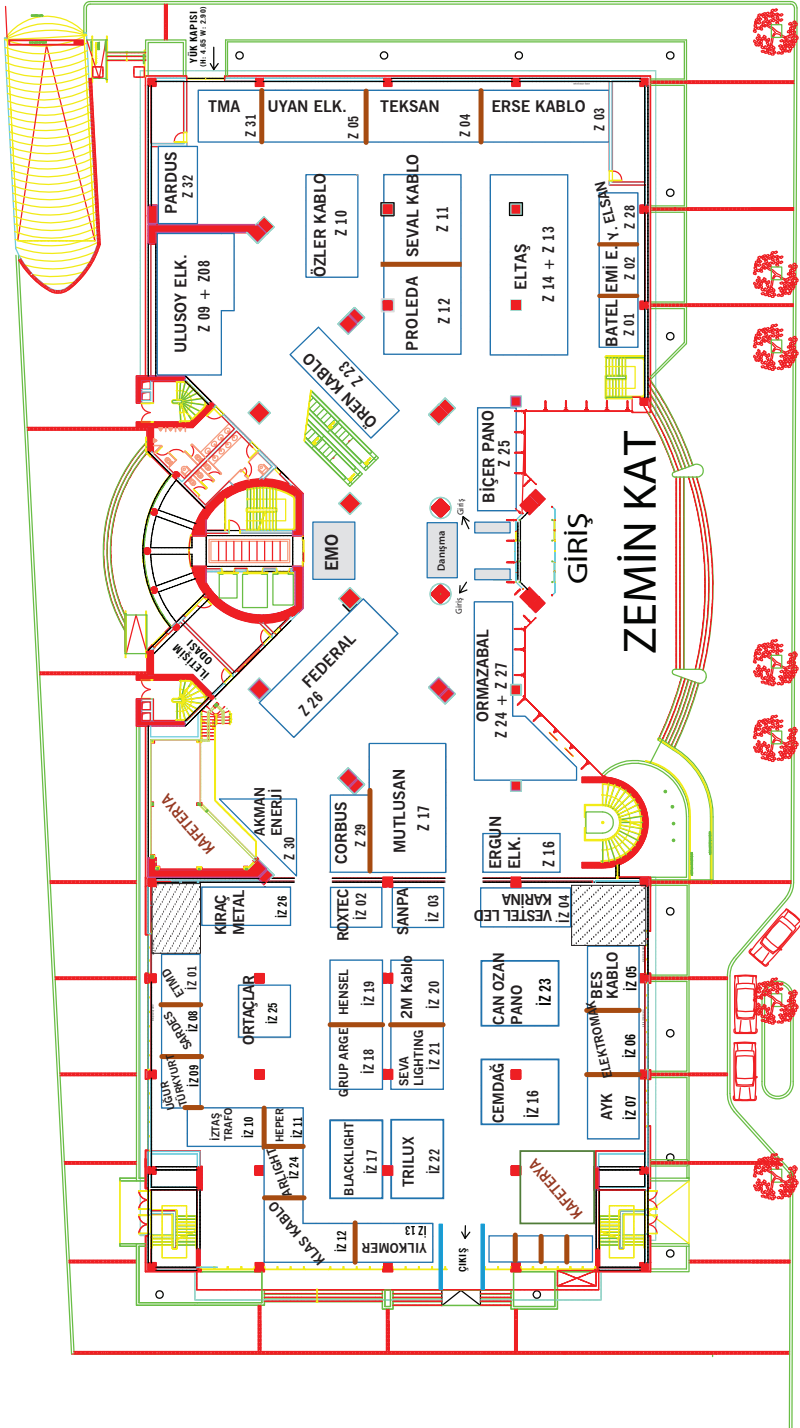 YÜK KAPISI
(H: 4.65 W: 2.90)
TMA
Z 31
UYAN ELK.
Z 05
TEKSAN
Z 04
ERSE KABLO
Z 03
PARDUS
Z 32
ÖZLER KABLO
Z 10
SEVAL KABLO
Z 11
ELTAŞ
Z 14 + Z 13
Y. ELSAN
Z 28
EMİ E.
Z 02
BATEL
Z 01
ULUSOY ELK.
Z 09 + Z08
PROLEDA
Z 12
ÖREN KABLO
Z 23
BİÇER PANO
Z 25
EMO
Danışma
Giriş
Giriş
GİRİŞ
ZEMİN KAT
İLETİŞİM
ODASI
FEDERAL
Z 26
ORMAZABAL
Z 24 + Z 27
KAFETERYA
AKMAN
ENERJİ
Z 30
CORBUS
Z 29
MUTLUSAN
Z 17
ERGUN
ELK.
Z 16
KIRAÇ
METAL
İZ 26
ROXTEC
İZ 02
SANPA
İZ 03
VESTEL LED
KARINA
İZ 04
ETMD
İZ 01
SARDES
İZ 08
UĞUR
TÜRKYURT
İZ 09
ORTAÇLAR
İZ 25
HENSEL
İZ 19
2M Kablo
İZ 20
CAN OZAN
PANO
İZ 23
BES
KABLO
İZ 05
GRUP ARGE
İZ 18
SEVA
LIGHTING
İZ 21
CEMDAĞ
İZ 16
ELEKTROMAK
İZ 06
AYK
İZ 07
İZTAŞ
TRAFO
İZ 10
HEPER
İZ 11
ARLIGHT
İZ 24
BLACKLIGHT
İZ 17
TRILUX
İZ 22
KAFETERYA
KLAS KABLO
İZ 12
YILKOMER
İZ 13
ÇIKIŞ